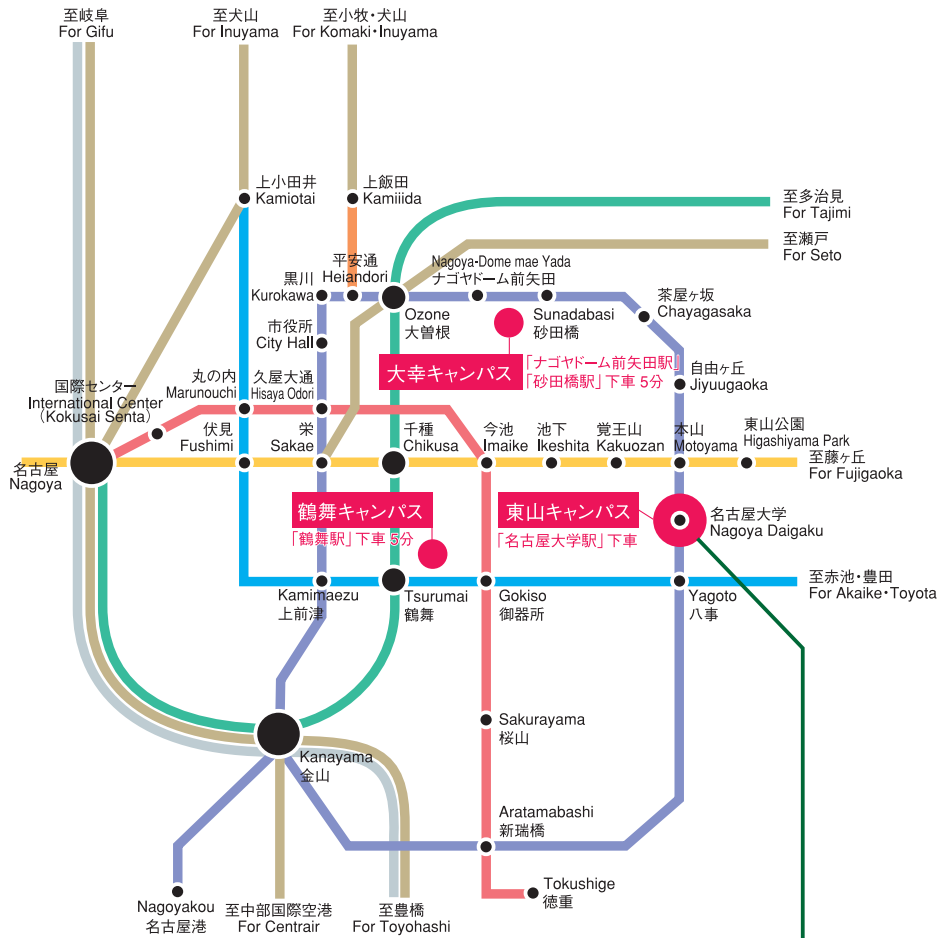 至岐阜
For Gifu
至犬山
For Inuyama
至小牧・犬山
For Komaki・Inuyama
上小田井
Kamiotai
上飯田
Kamiiida
至多治見
For Tajimi
至瀬戸
For Seto
平安通
Heiandori
黒川
Kurokawa
Nagoya-Dome mae Yada
ナゴヤドーム前矢田
茶屋ヶ坂
Chayagasaka
Ozone
大曽根
Sunadabasi
砂田橋
市役所
City Hall
大幸キャンパス
「ナゴヤドーム前矢田駅」
「砂田橋駅」下車 5分
自由ヶ丘
Jiyuugaoka
国際センター
International Center
(Kokusai Senta)
丸の内
Marunouchi
久屋大通
Hisaya Odori
伏見
Fushimi
栄
Sakae
千種
Chikusa
今池
Imaike
池下
Ikeshita
覚王山
Kakuozan
本山
Motoyama
東山公園
Higashiyama Park
至藤ヶ丘
For Fujigaoka
名古屋
Nagoya
鶴舞キャンパス
「鶴舞駅」下車 5分
東山キャンパス
「名古屋大学駅」下車
名古屋大学
Nagoya Daigaku
Kamimaezu
上前津
Tsurumai
鶴舞
Gokiso
御器所
Yagoto
八事
至赤池・豊田
For Akaike・Toyota
Sakurayama
桜山
Kanayama
金山
Aratamabashi
新瑞橋
Tokushige
徳重
Nagoyakou
名古屋港
至中部国際空港
For Centrair
至豊橋
For Toyohashi